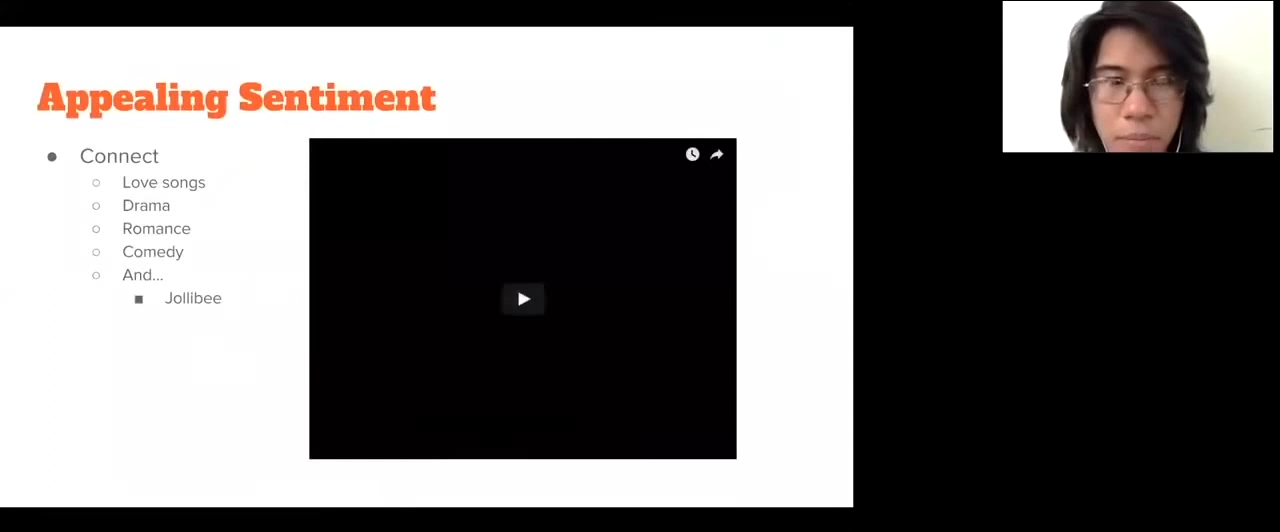 Appealing Sentiment
● Connect
○ Love songs
○ Drama
○ Romance
○ Comedy
○ And...
■ Jollibee